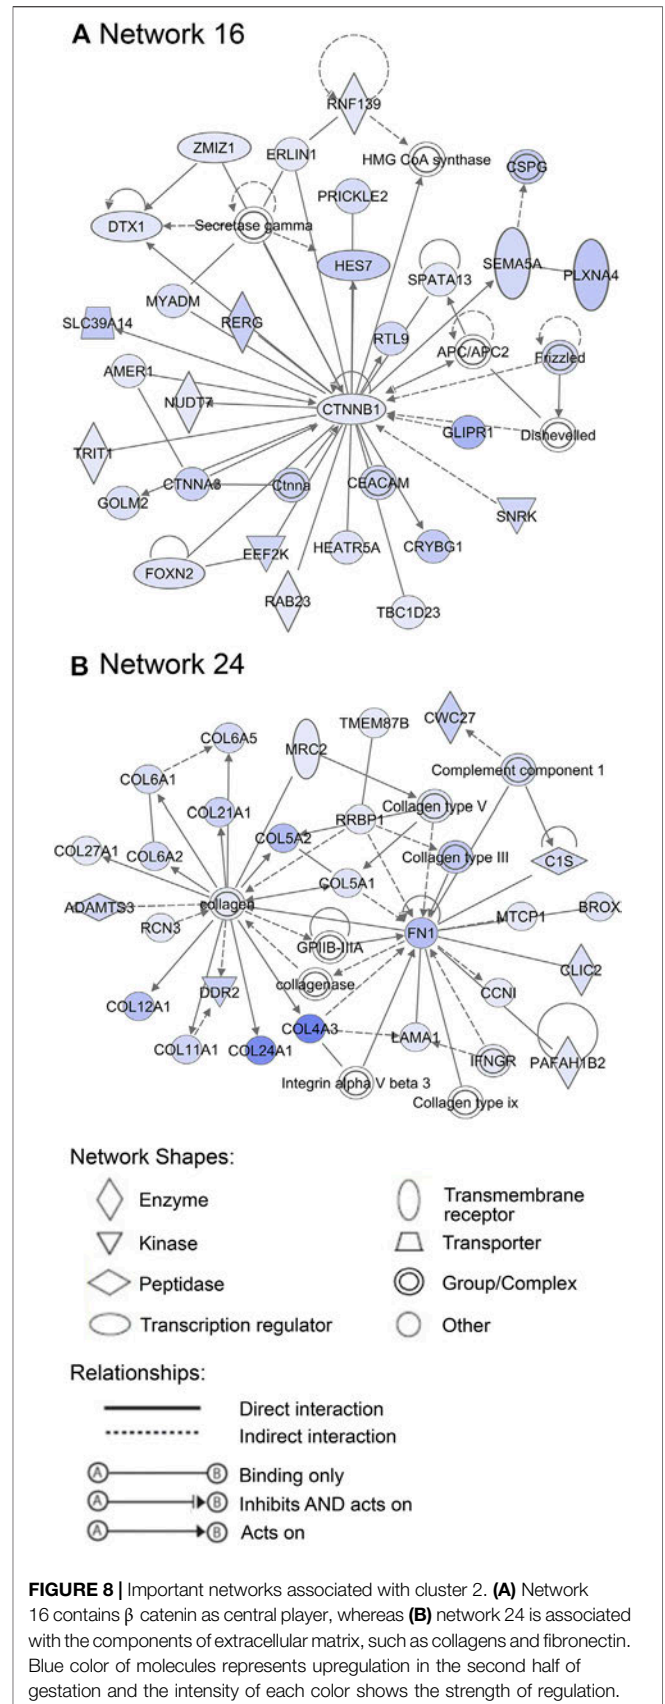 A Network 16
RNF139
ZMIZ1
ERLIN1
HMG CoA synthase
CSPG
PRICKLE2
DTX1
Secretase gamma
HES7
SEMA5A
PLXNA4
SPATA13
MYADM
SLC39A14
RERG
RTL9
APC/APC2
Frizzled
AMER1
NUDT7
CTNNB1
GLIPR1
Dishevelled
TRIT1
CTNNA3
Ctnna
CEACAM
GOLM2
SNRK
EEF2K
HEATR5A
CRYBG1
FOXN2
RAB23
TBC1D23
B Network 24
TMEM87B
CWC27
COL6A5
MRC2
COL6A1
Complement component 1
COL21A1
Collagen type V
RRBP1
COL5A2
COL27A1
COL6A2
Collagen type III
C1S
COL5A1
ADAMTS3
collagen
RCN3
MTCP1
BROX
FN1
GPIIB-IIIA
CLIC2
collagenase
DDR2
CCNI
COL12A1
COL4A3
LAMA1
COL11A1
COL24A1
IFNGR
PAFAH1B2
Integrin alpha V beta 3
Collagen type ix
Network Shapes:
Enzyme
Transmembrane
receptor
Kinase
Transporter
Peptidase
Group/Complex
Transcription regulator
Other
Relationships:
Direct interaction
Indirect interaction
A B Binding only
A B Inhibits AND acts on
A B Acts on
FIGURE 8 | Important networks associated with cluster 2. (A) Network
16 contains β catenin as central player, whereas (B) network 24 is associated
with the components of extracellular matrix, such as collagens and fibronectin.
Blue color of molecules represents upregulation in the second half of
gestation and the intensity of each color shows the strength of regulation.